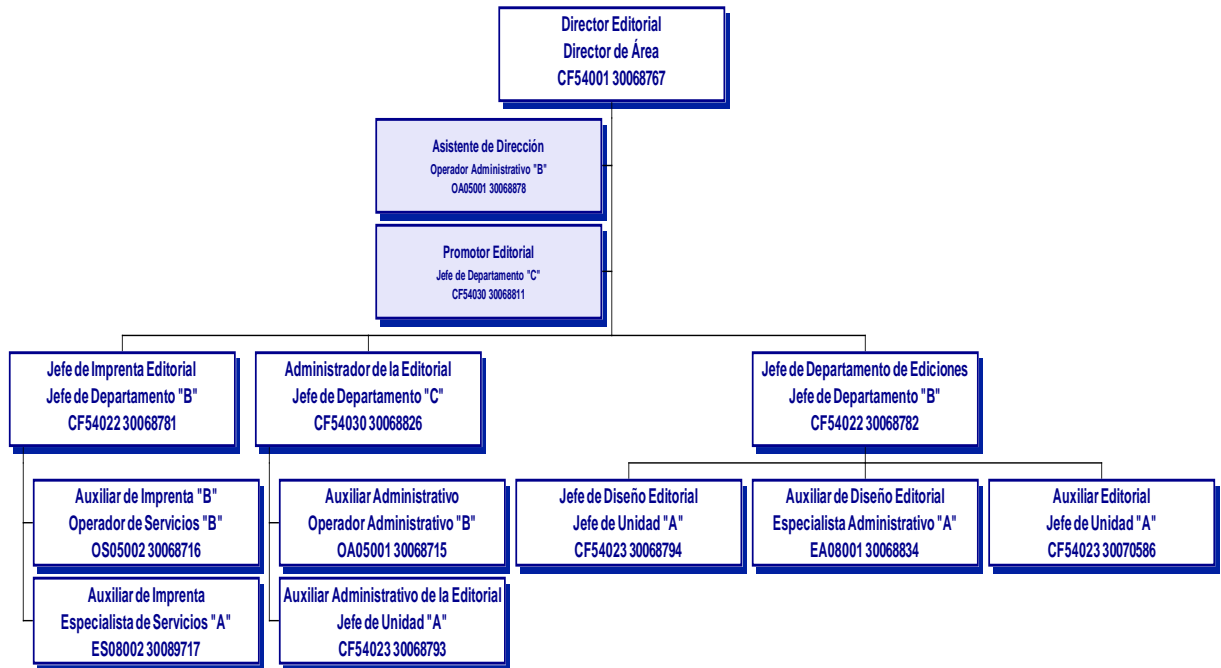 Director Editorial
Director de Área
CF54001 30068767
Asistente de Dirección
Operador Administrativo "B"
OA05001 30068878
Promotor Editorial
Jefe de Departamento "C"
CF54030 30068811
Jefe de Imprenta Editorial
Jefe de Departamento "B"
CF54022 30068781
Administrador de la Editorial
Jefe de Departamento "C"
CF54030 30068826
Jefe de Departamento de Ediciones
Jefe de Departamento "B"
CF54022 30068782
Auxiliar de Imprenta "B"
Operador de Servicios "B"
OS05002 30068716
Auxiliar Administrativo
Operador Administrativo "B"
OA05001 30068715
Jefe de Diseño Editorial
Jefe de Unidad "A"
CF54023 30068794
Auxiliar de Diseño Editorial
Especialista Administrativo "A"
EA08001 30068834
Auxiliar Editorial
Jefe de Unidad "A"
CF54023 30070586
Auxiliar de Imprenta
Especialista de Servicios "A"
ES08002 30089717
Auxiliar Administrativo de la Editorial
Jefe de Unidad "A"
CF54023 30068793